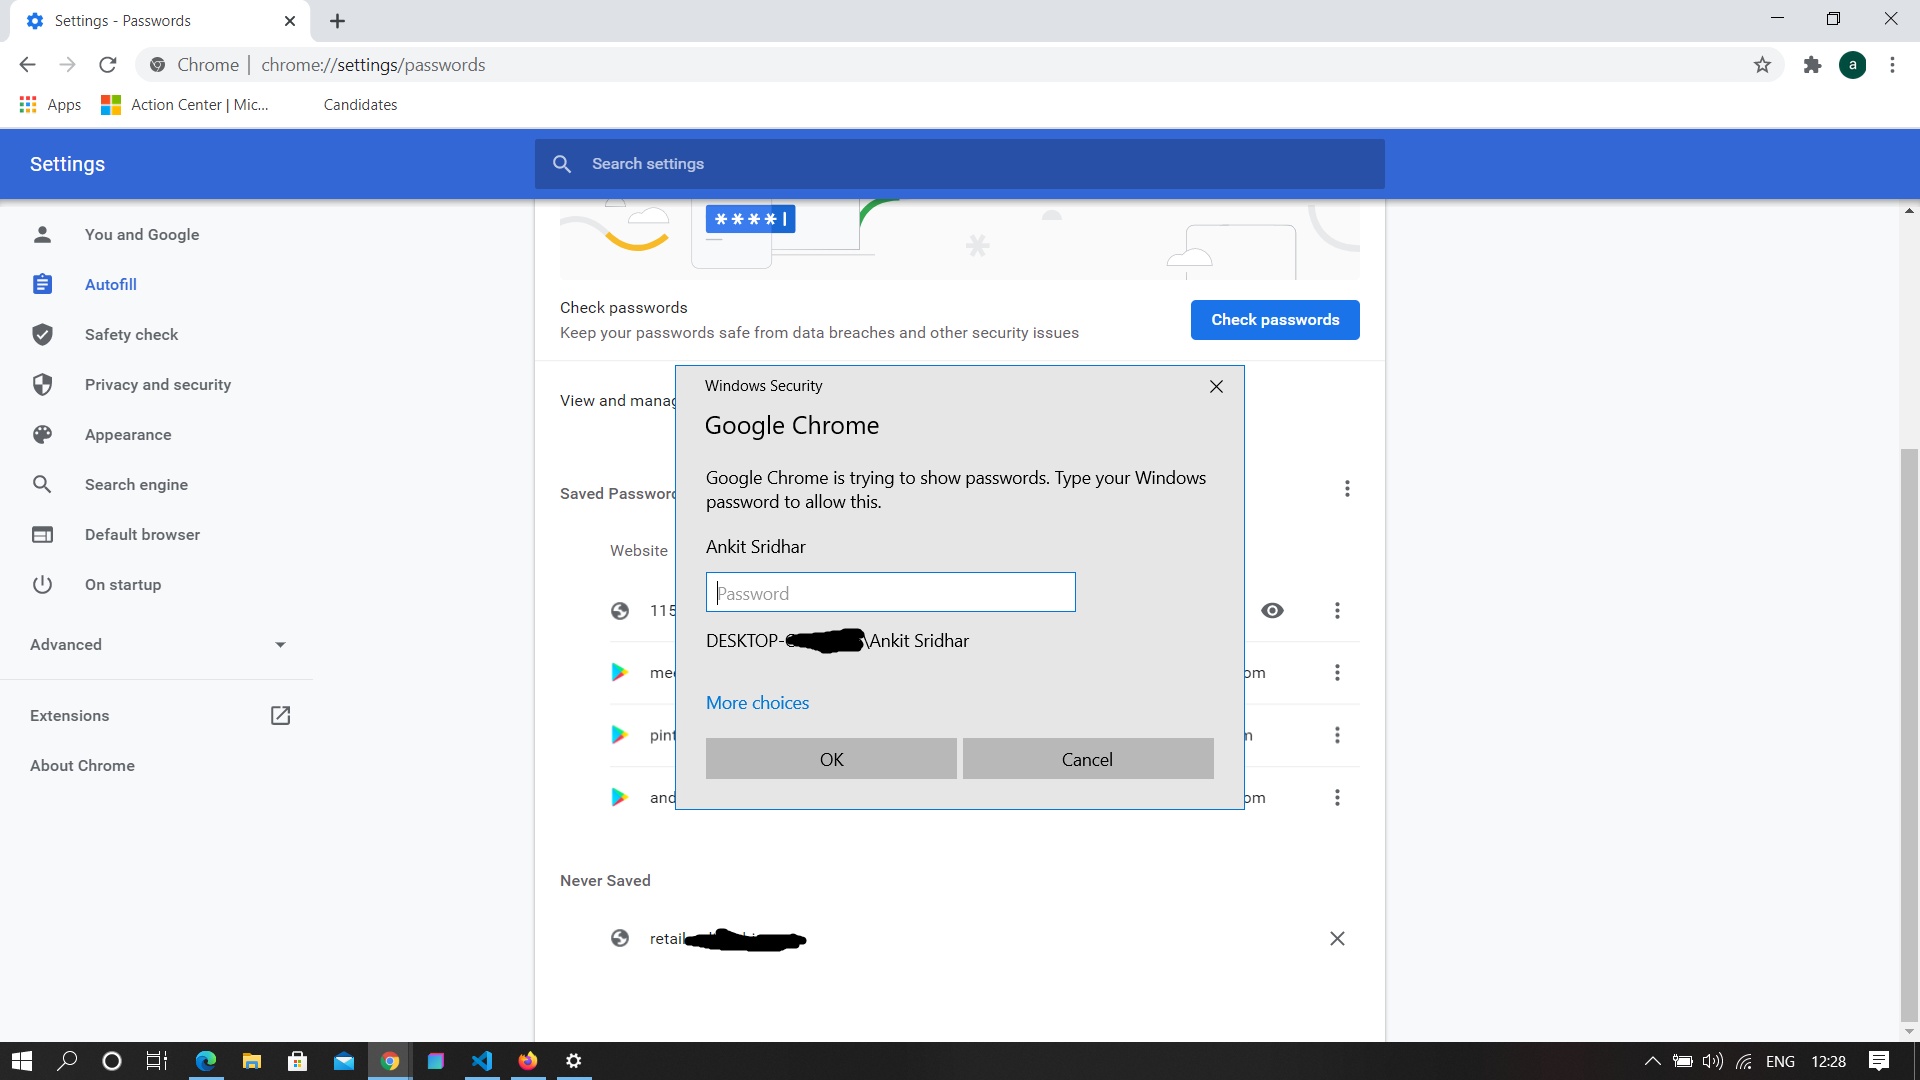 Settings - Passwords
Chrome | chrome://settings/passwords
a
Apps
Action Center | Mic...
Candidates
Settings
Search settings
You and Google
Autofill
Safety check
Privacy and security
Appearance
Search engine
Default browser
On startup
Advanced
Extensions
About Chrome
****|
Check passwords
Keep your passwords safe from data breaches and other security issues
Check passwords
View and manag
Saved Password
Website
115
mee
om
pint
m
and
om
Never Saved
retail
Windows Security
Google Chrome
Google Chrome is trying to show passwords. Type your Windows
password to allow this.
Ankit Sridhar
Password
DESKTOP- \Ankit Sridhar
More choices
OK
Cancel
ENG
12:28